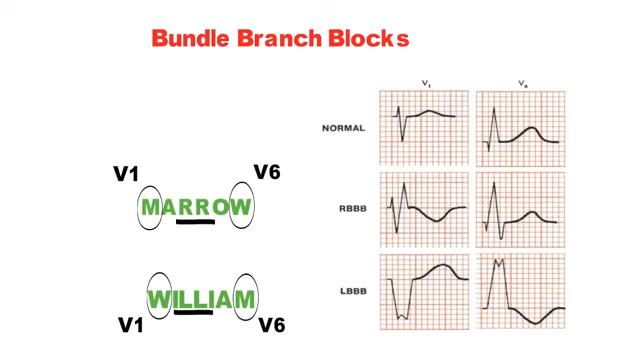 Bundle Branch Blocks
V1 V6
NORMAL
V1 V6
MARROW
RBBB
WILLIAM
V1 V6
LBBB